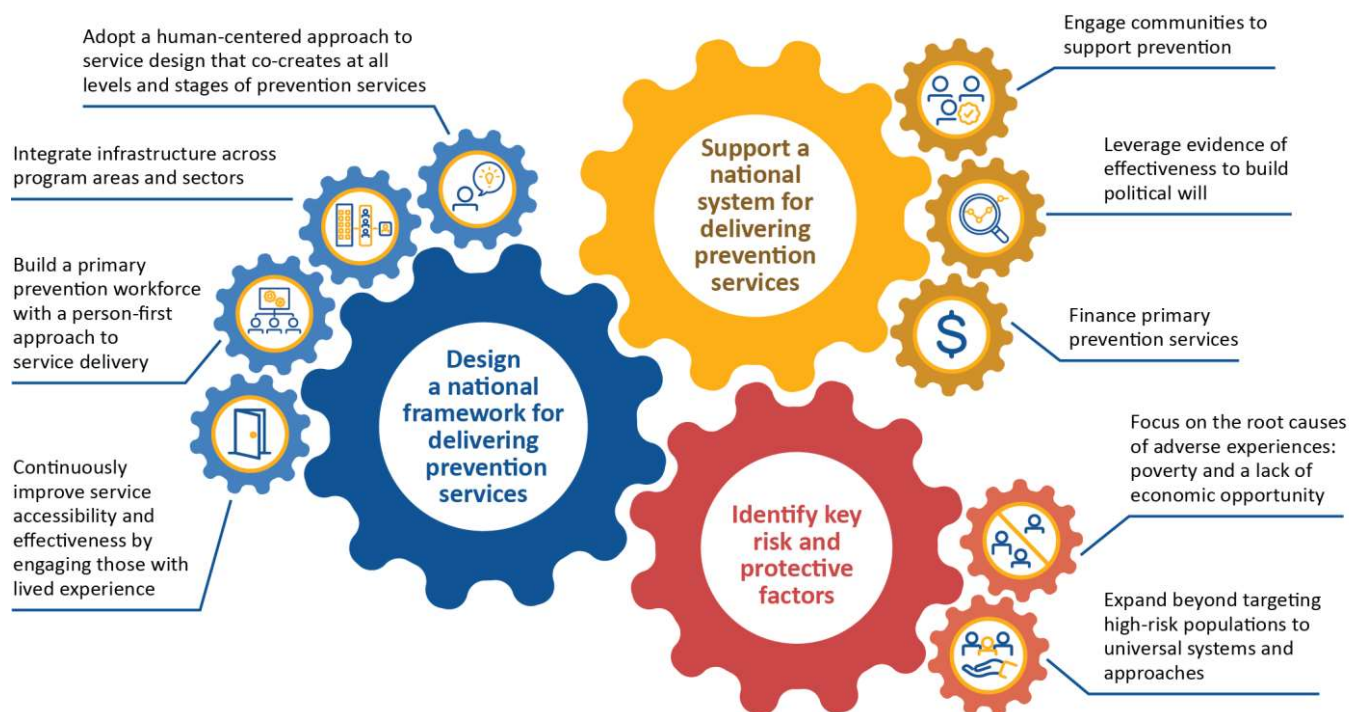 Adopt a human-centered approach to
service design that co-creates at all
levels and stages of prevention services
Integrate infrastructure across
program areas and sectors
Build a primary
prevention workforce
with a person-first
approach to
service delivery
Continuously
improve service
accessibility and
effectiveness by
engaging those with
lived experience
Design
a national
framework for
delivering
prevention
services
Support a
national
system for
delivering
prevention
services
Engage communities to
support prevention
Leverage evidence of
effectiveness to build
political will
$
Finance primary
prevention services
Identify key
risk and
protective
factors
Focus on the root causes
of adverse experiences:
poverty and a lack of
economic opportunity
Expand beyond targeting
high-risk populations to
universal systems and
approaches